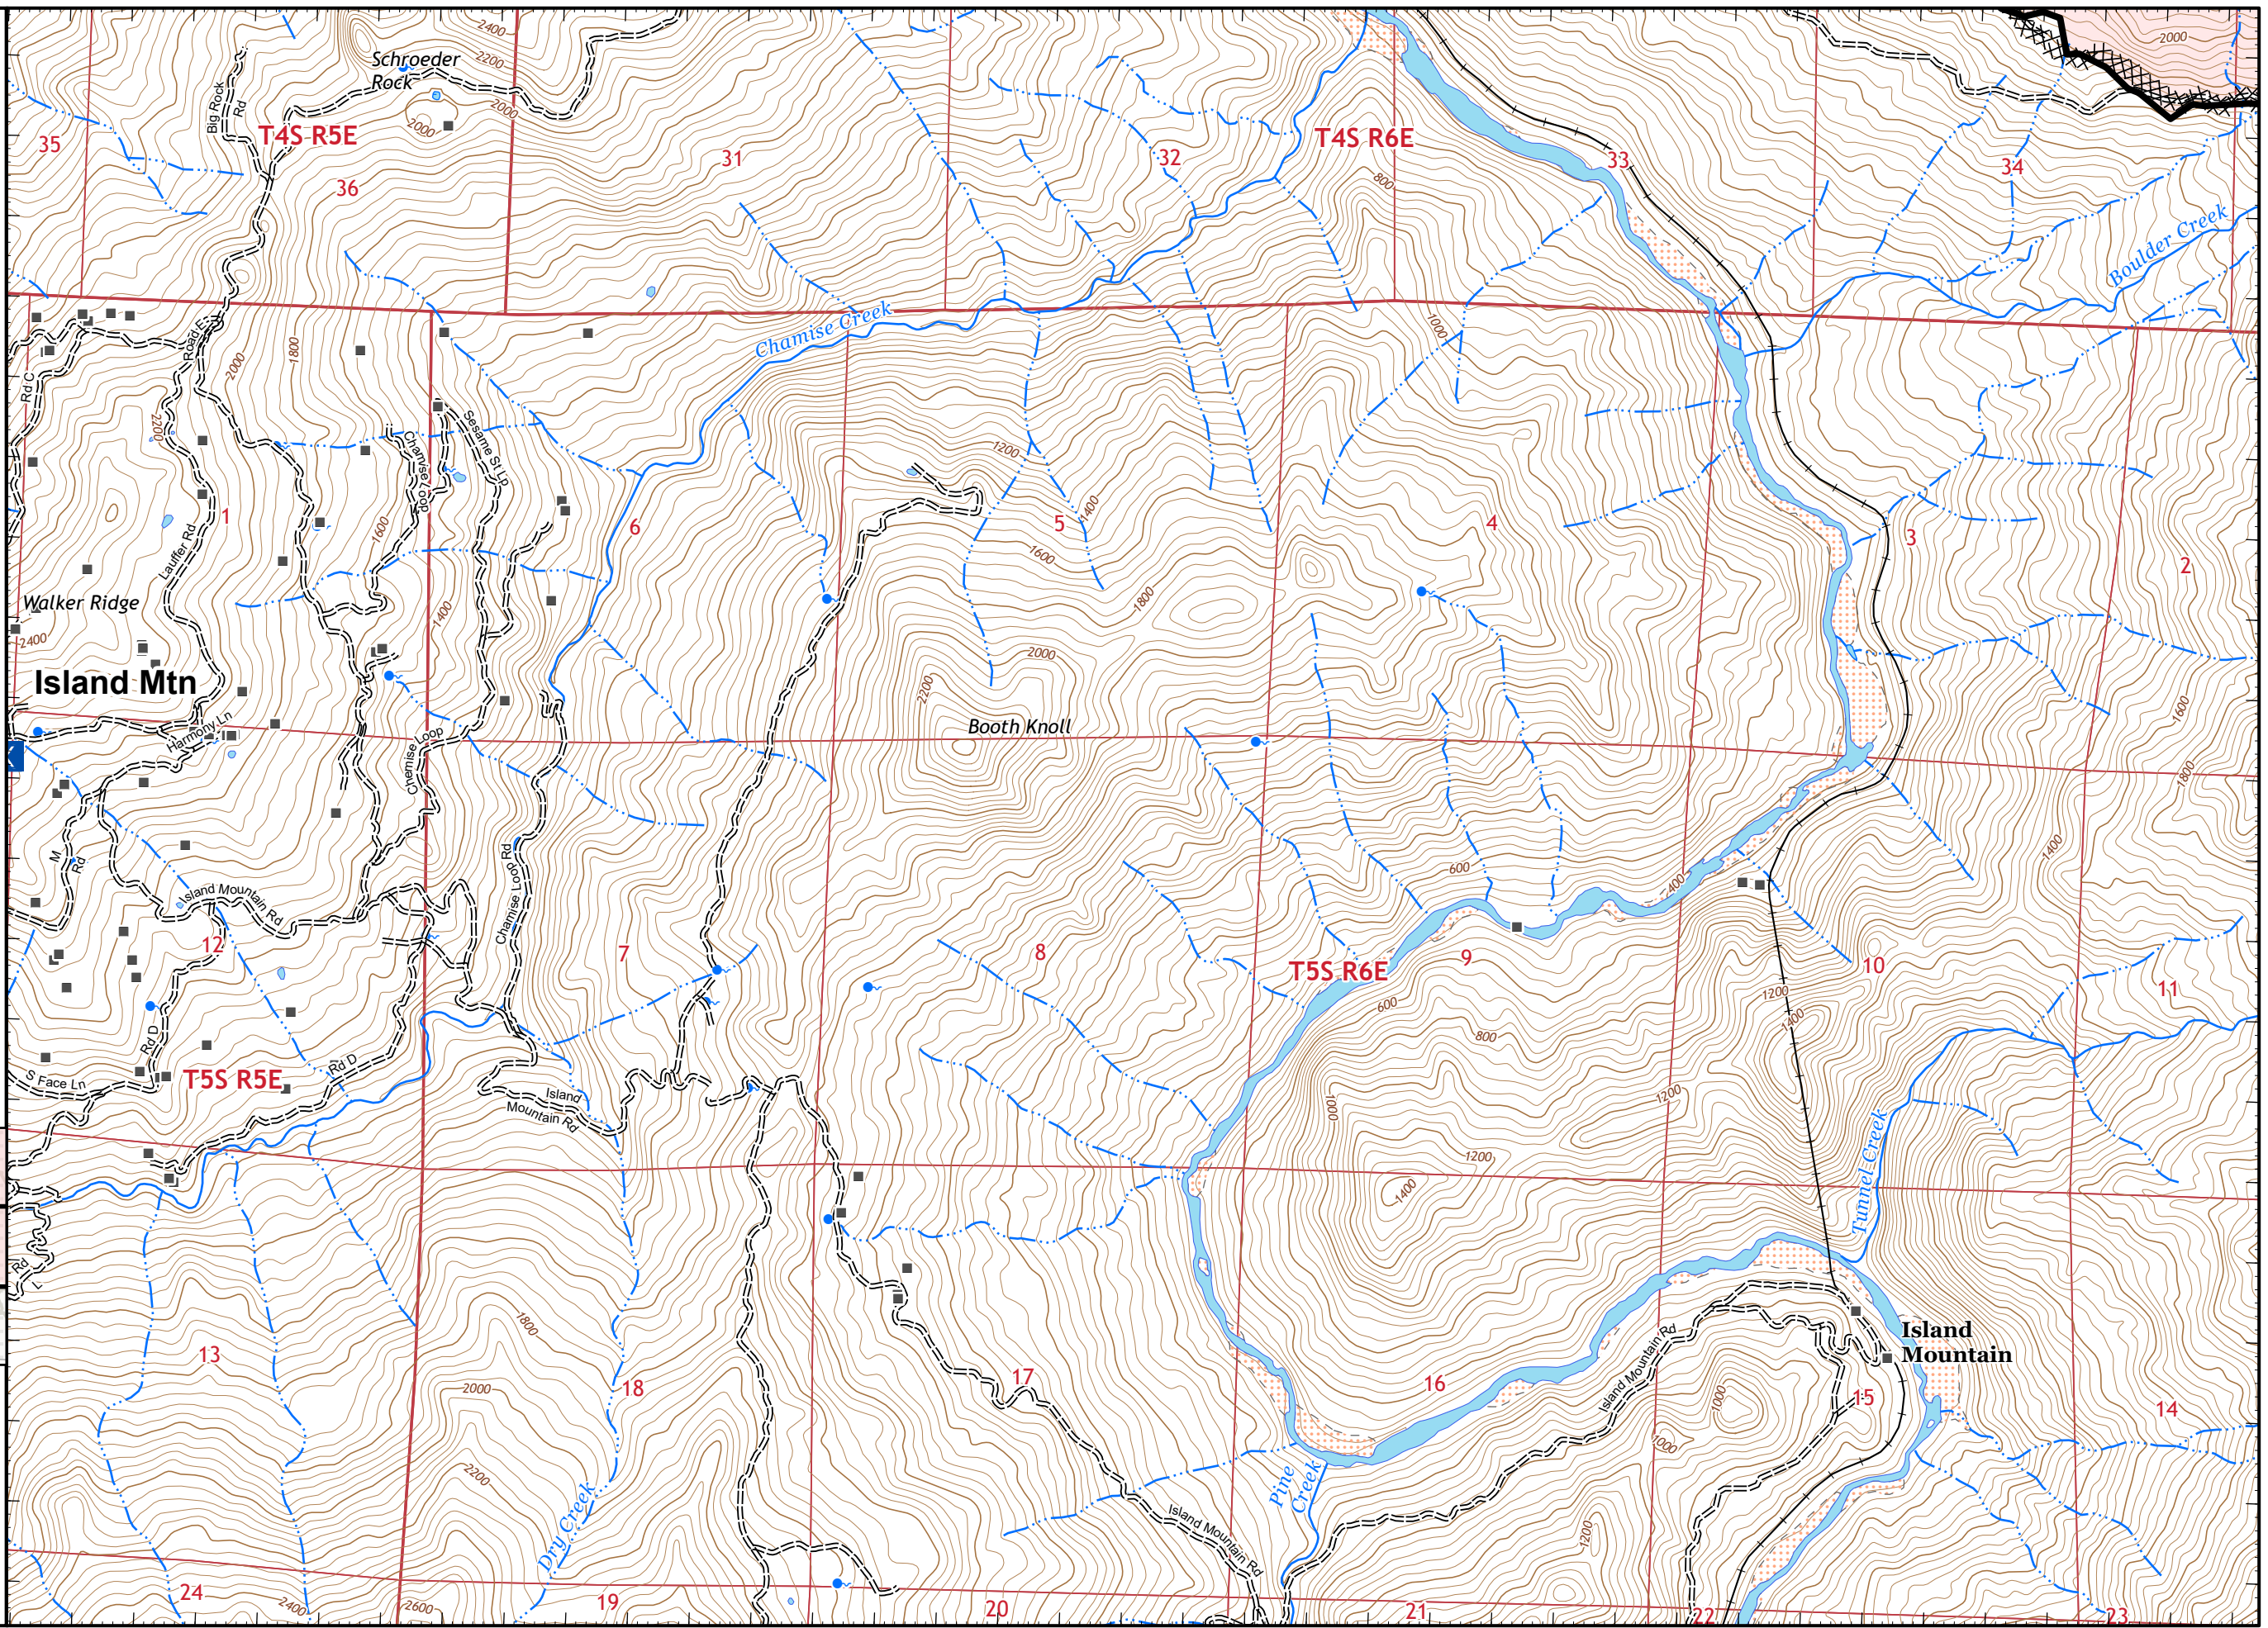 2400
2200
2000
Schroeder
Rock
2000
2000
Big Rock
Rd
T4S R5E
T4S R6E
35
36
31
32
33
34
800
Boulder Creek
Chamise Creek
1000
Road E
2000
1800
Rd C
2200
Sesame St Ln
Chamise Loop
1200
1400
1
6
5
4
3
2
1600
Lauffer Rd
1600
1800
1400
Walker Ridge
2400
2000
2200
Island Mtn
Booth Knoll
1600
Harmony Ln
Chemise Loop
1800
M
Rd
Chamise Loop Rd
600
400
1400
Island Mountain Rd
12
7
8
9
10
11
T5S R6E
600
1200
1400
800
Rd D
Rd D
S Face Ln
T5S R5E
Island
Mountain Rd
1000
1200
1200
1400
Tunnel Creek
Rd
L
1800
Island
Mountain
13
18
17
16
15
14
2000
Island Mountain Rd
1000
1000
2200
Pine
Creek
Dry Creek
Island Mountain Rd
1200
24
2400
2600
19
20
21
22
23